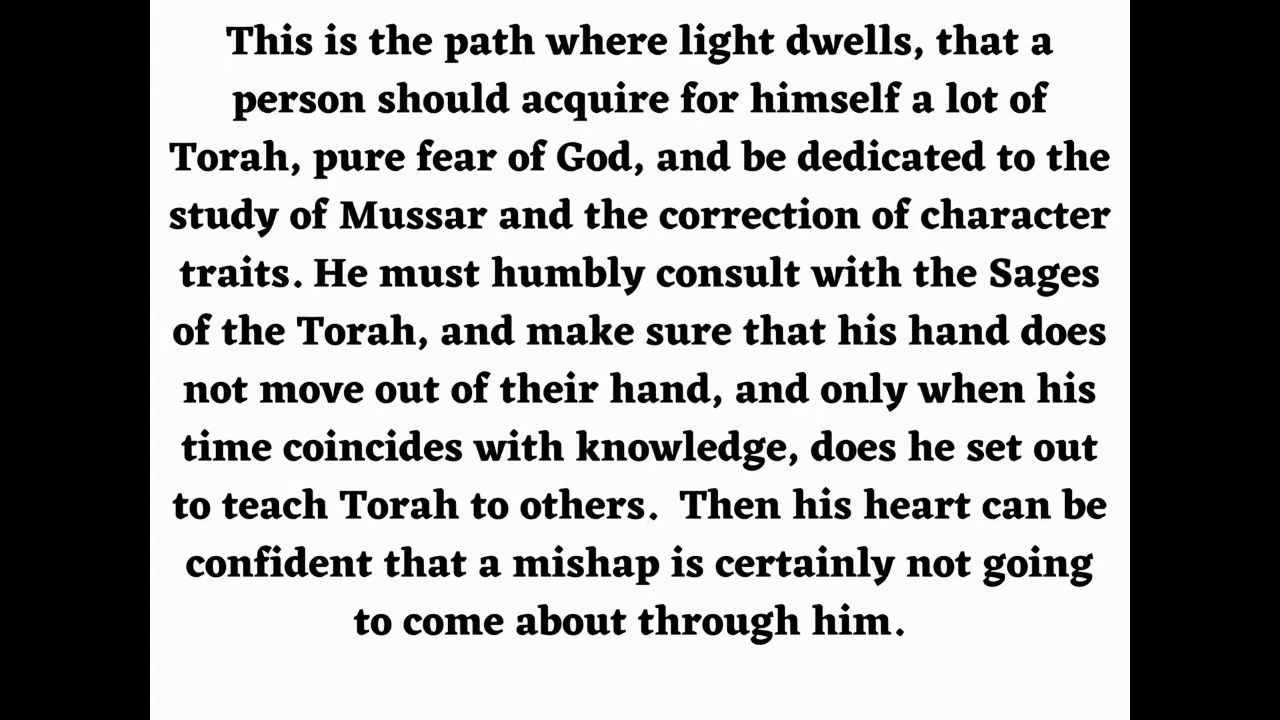 This is the path where light dwells, that a
person should acquire for himself a lot of
Torah, pure fear of God, and be dedicated to the
study of Mussar and the correction of character
traits. He must humbly consult with the Sages
of the Torah, and make sure that his hand does
not move out of their hand, and only when his
time coincides with knowledge, does he set out
to teach Torah to others.  Then his heart can be
confident that a mishap is certainly not going
to come about through him.